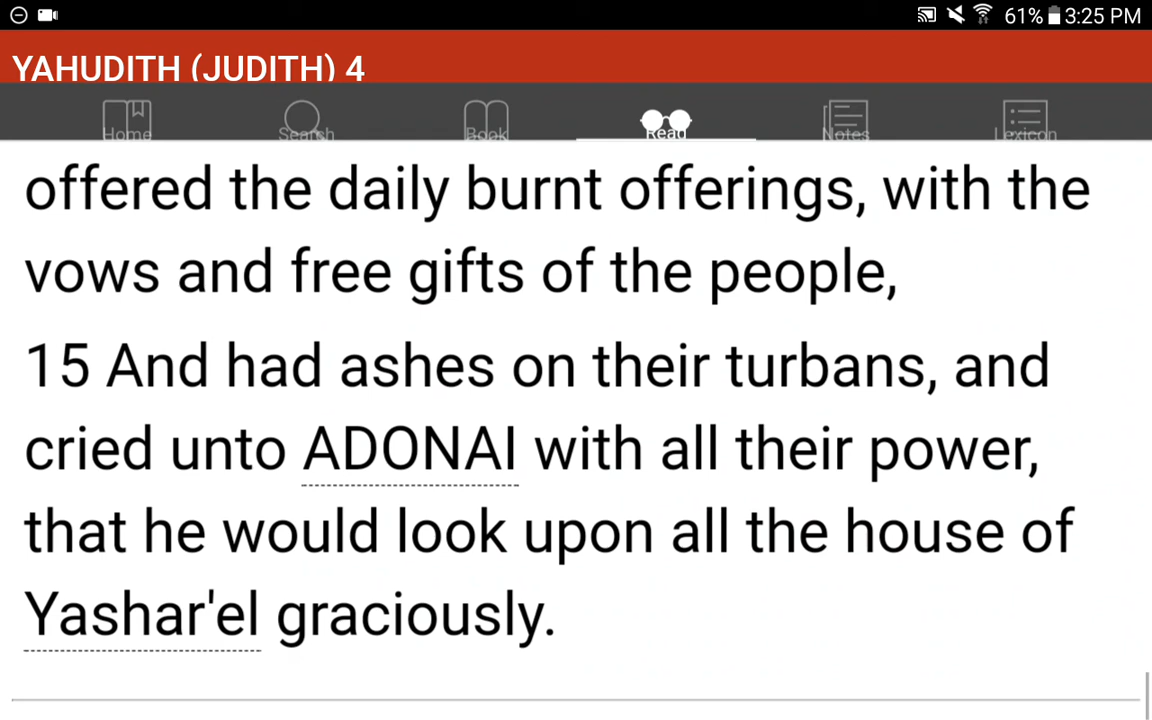 61% 3:25 PM
YAHUDITH (JUDITH) 4
Home Search Book Read Notes Lexicon
offered the daily burnt offerings, with the
vows and free gifts of the people,
15 And had ashes on their turbans, and
cried unto ADONAI with all their power,
that he would look upon all the house of
Yashar'el graciously.